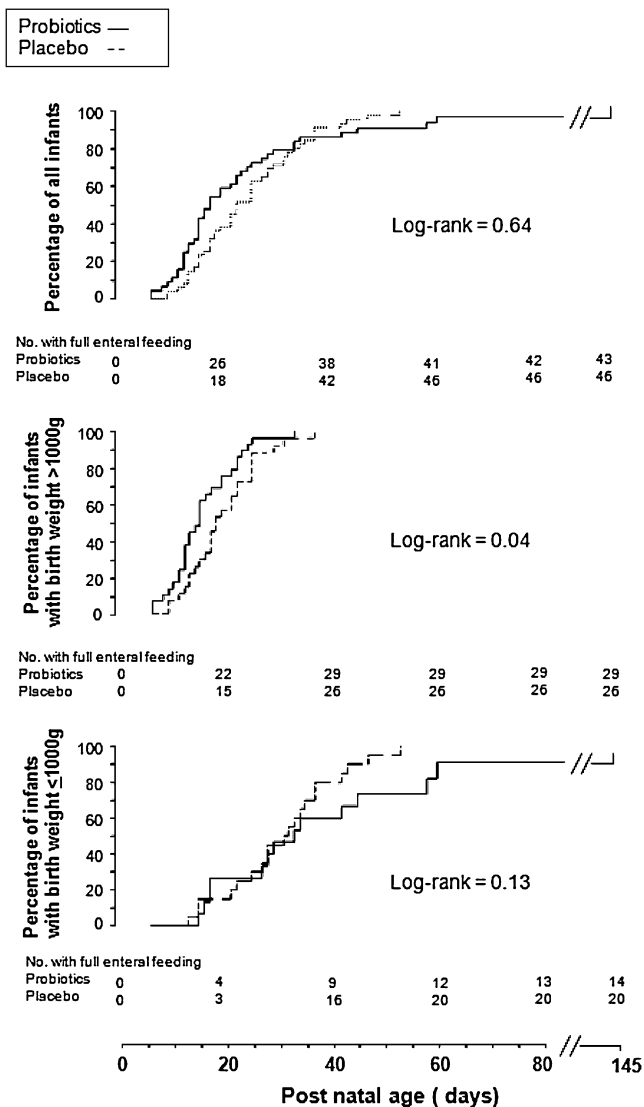 Probiotics —
Placebo --
Percentage of all infants
100
80
60
40
20
0
Log-rank = 0.64
No. with full enteral feeding
Probiotics 0 26 38 41 42 43
Placebo 0 18 42 46 46 46
Percentage of infants
with birth weight >1000g
100
80
60
40
20
0
Log-rank = 0.04
No. with full enteral feeding
Probiotics 0 22 29 29 29 29
Placebo 0 15 26 26 26 26
Percentage of infants
with birth weight ≤1000g
100
80
60
40
20
0
Log-rank = 0.13
No. with full enteral feeding
Probiotics 0 4 9 12 13 14
Placebo 0 3 16 20 20 20
0 20 40 60 80 145
Post natal age ( days)